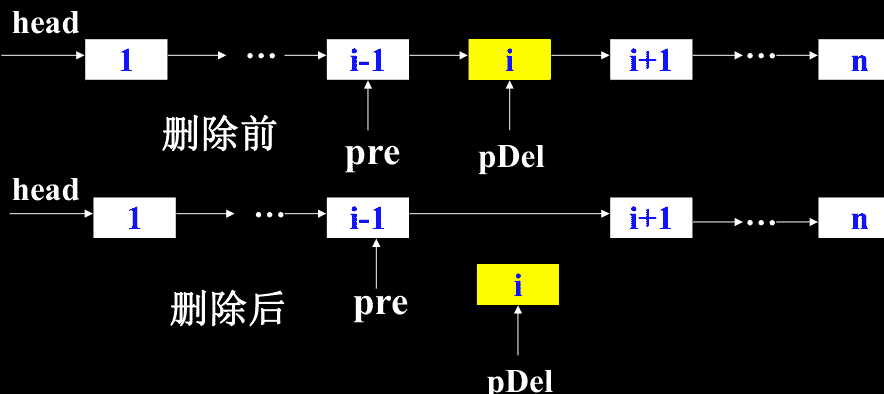 head
1 … i-1 i i+1 … n
删除前 pre pDel
head
1 … i-1 i+1 … n
i
删除后 pre
pDel